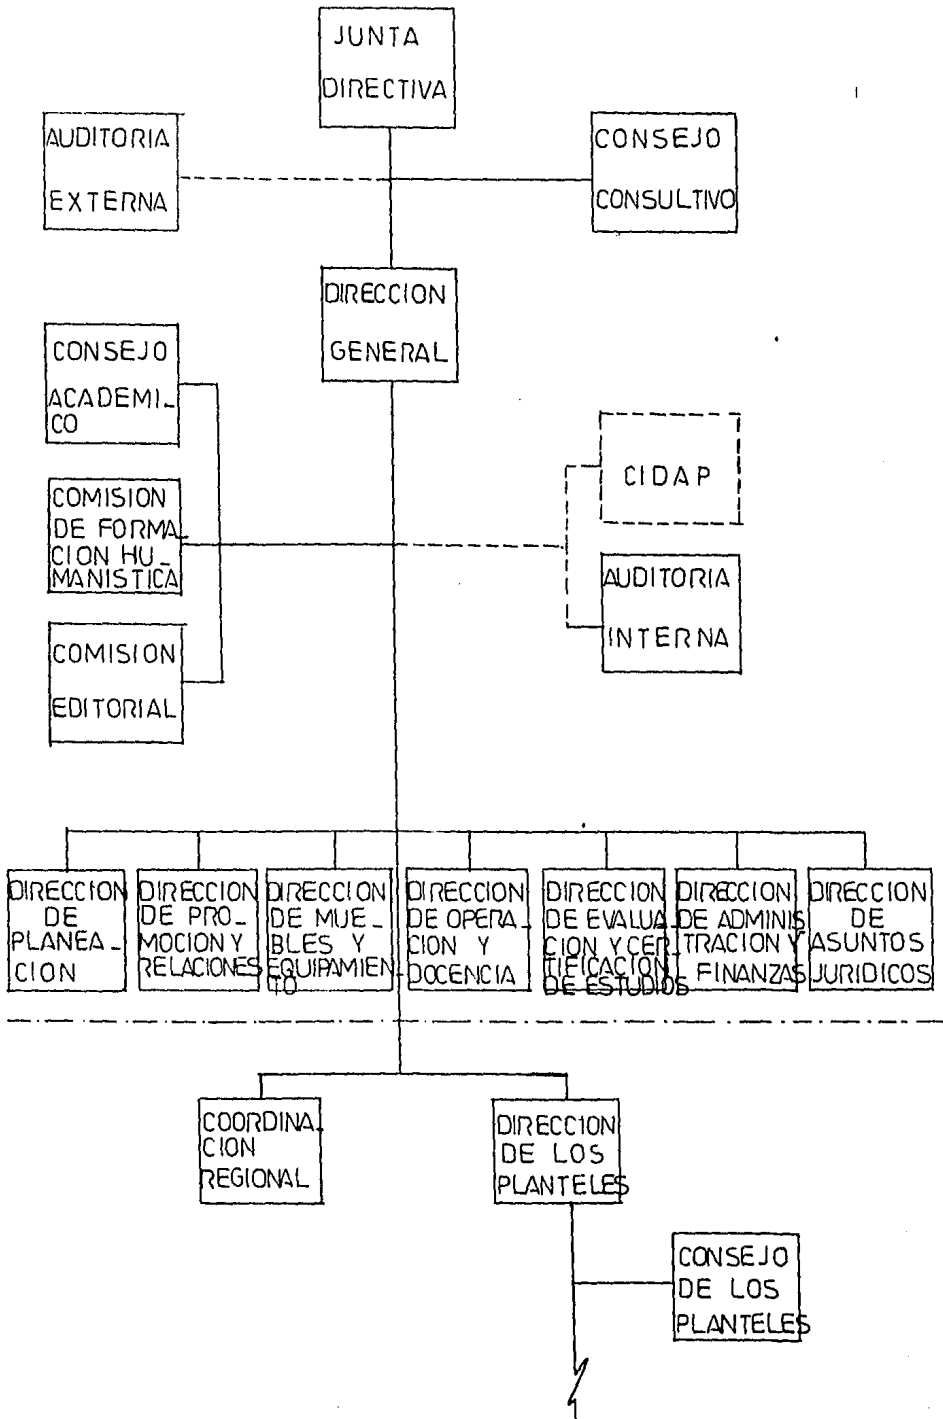 JUNTA
DIRECTIVA
AUDITORIA
EXTERNA
CONSEJO
CONSULTIVO
DIRECCION
GENERAL
CONSEJO
ACADEMI_
CO
COMISION
DE FORMA_
CION HU_
MANISTICA
COMISION
EDITORIAL
CIDAP
AUDITORIA
INTERNA
DIRECCION
DE
PLANEA_
CION
DIRECCION
DE PRO_
MOCION Y
RELACIONES
DIRECCION
DE MUE_
BLES Y
EQUIPAMIEN_
TO
DIRECCION
DE OPERA_
CION Y
DOCENCIA
DIRECCION
DE EVALUA_
CION Y CER_
TIFICACION
DE ESTUDIOS
DIRECCION
DE ADMINIS_
TRACION Y
FINANZAS
DIRECCION
DE
ASUNTOS
JURIDICOS
COORDINA_
CION
REGIONAL
DIRECCION
DE LOS
PLANTELES
CONSEJO
DE LOS
PLANTELES